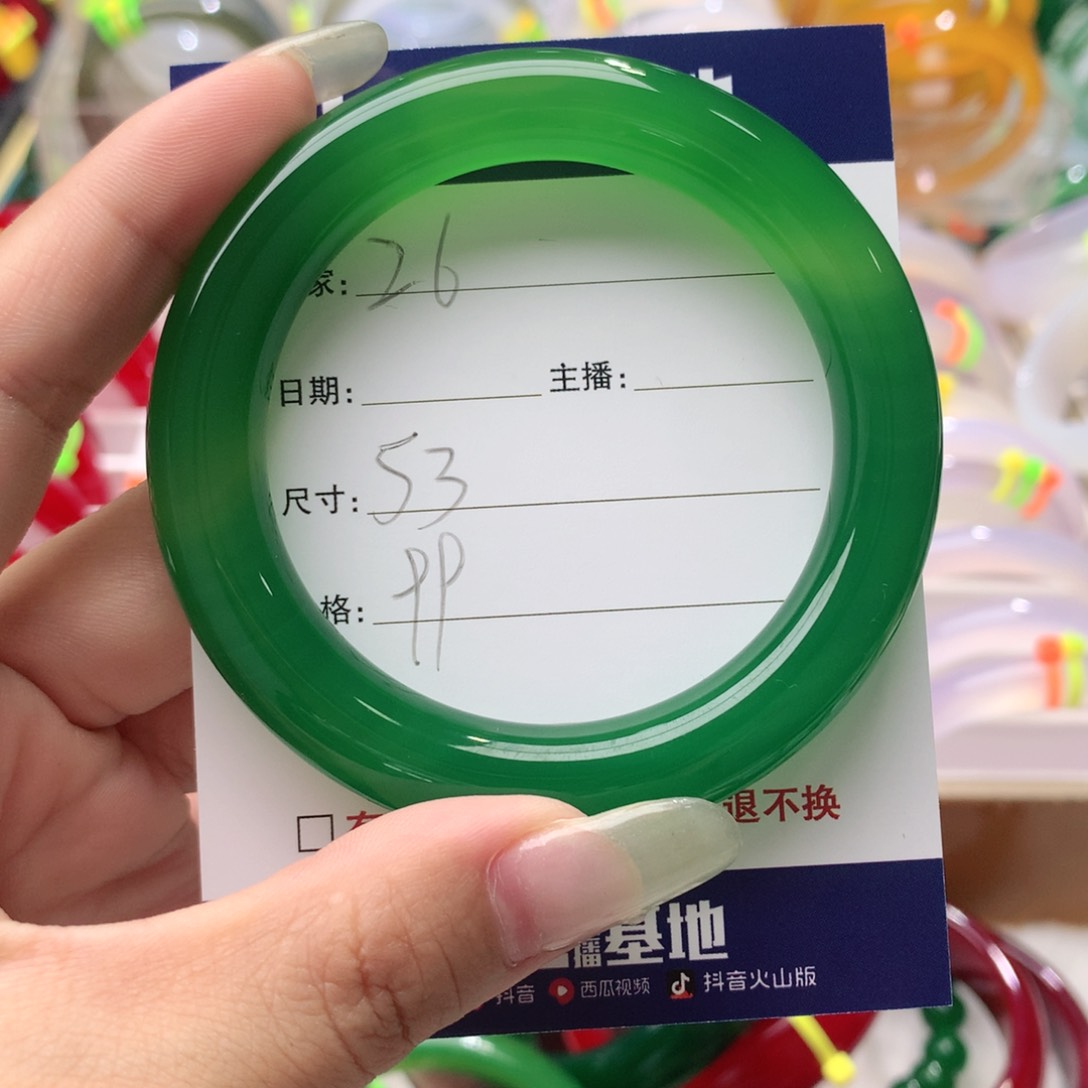 家: 26
日期: 主播:
尺寸: 53
格:
退不换
播基地
抖音 西瓜视频 抖音火山版